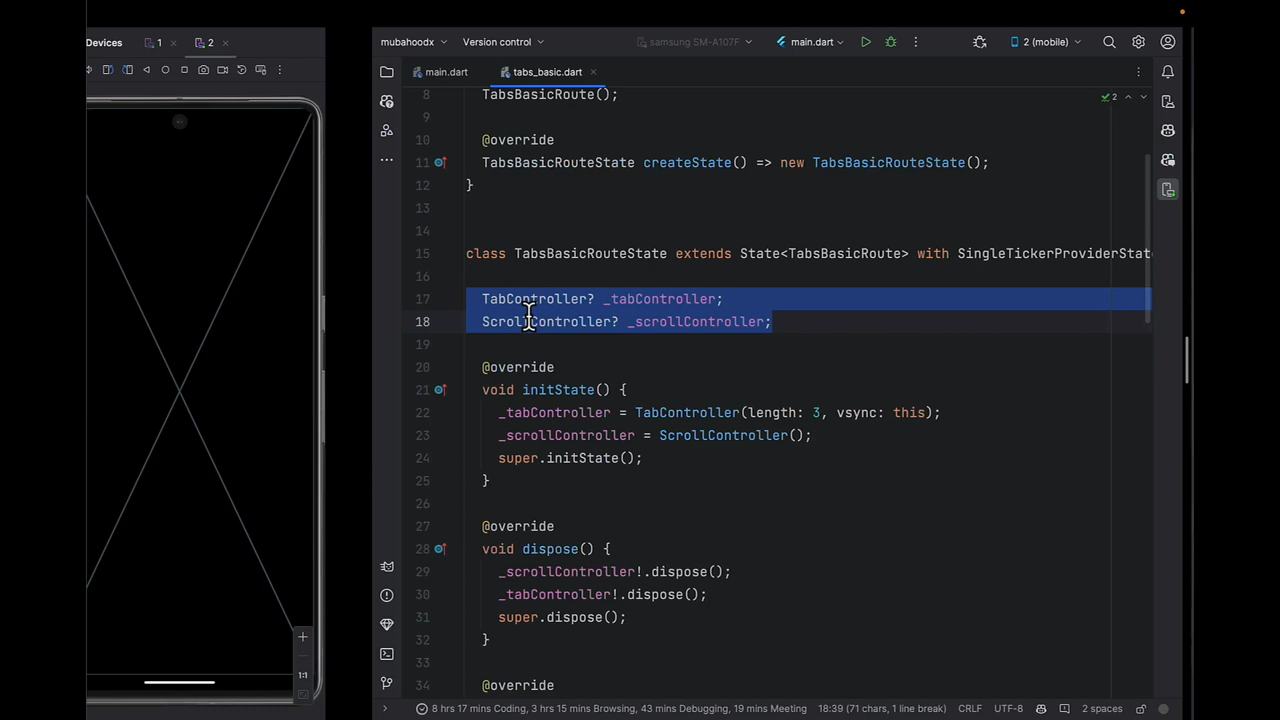 Devices 1 2
mubahoodx Version control samsung SM-A107F main.dart 2 (mobile)
main.dart tabs_basic.dart
8 TabsBasicRoute();
2
9
10 @override
11 TabsBasicRouteState createState() => new TabsBasicRouteState();
12 }
13
14
15 class TabsBasicRouteState extends State<TabsBasicRoute> with SingleTickerProviderStat
16
17 TabController? _tabController;
18 ScrollController? _scrollController;
19
20 @override
21 void initState() {
22 _tabController = TabController(length: 3, vsync: this);
23 _scrollController = ScrollController();
24 super.initState();
25 }
26
27 @override
28 void dispose() {
29 _scrollController!.dispose();
30 _tabController!.dispose();
31 super.dispose();
32 }
33
34 @override
1:1
8 hrs 17 mins Coding, 3 hrs 15 mins Browsing, 43 mins Debugging, 19 mins Meeting 18:39 (71 chars, 1 line break) CRLF UTF-8 2 spaces